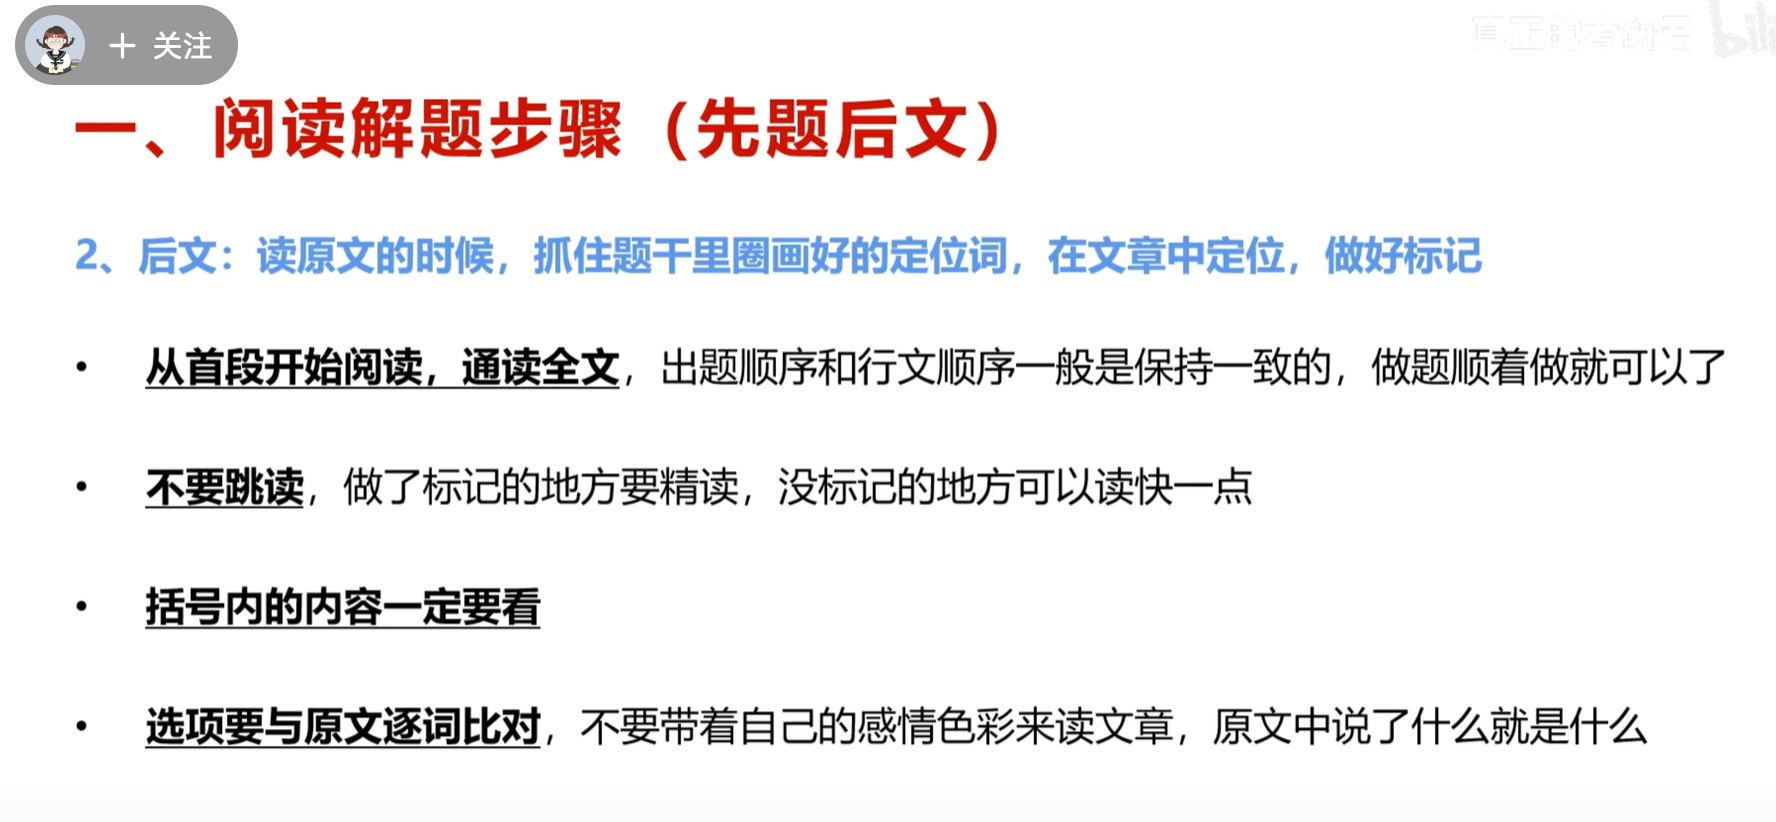 + 关注
真正的考研君 bili
一、阅读解题步骤（先题后文）
2、后文：读原文的时候，抓住题干里圈画好的定位词，在文章中定位，做好标记
• 从首段开始阅读，通读全文，出题顺序和行文顺序一般是保持一致的，做题顺着做就可以了
• 不要跳读，做了标记的地方要精读，没标记的地方可以读快一点
• 括号内的内容一定要看
• 选项要与原文逐词比对，不要带着自己的感情色彩来读文章，原文中说了什么就是什么